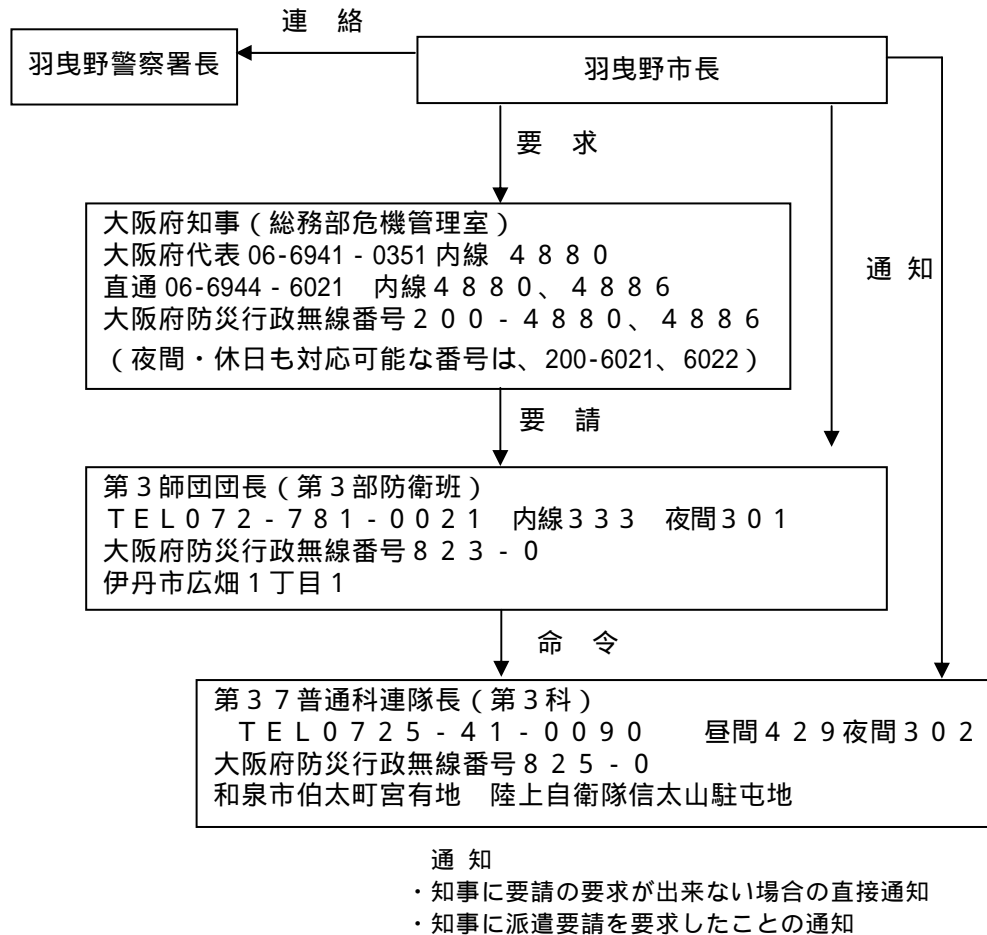 連　絡
羽曳野警察署長
羽曳野市長
要　求
大阪府知事（総務部危機管理室）
大阪府代表 06-6941‐0351 内線　４８８０
直通 06-6944‐6021　内線４８８０、４８８６
大阪府防災行政無線番号２００‐４８８０、４８８６
（夜間・休日も対応可能な番号は、200-6021、6022）
通 知
要　請
第３師団団長（第３部防衛班）
ＴＥＬ０７２‐７８１‐００２１　内線３３３　夜間３０１
大阪府防災行政無線番号８２３‐０
伊丹市広畑１丁目１
命　令
第３７普通科連隊長（第３科）
ＴＥＬ０７２５‐４１‐００９０　　昼間４２９夜間３０２
大阪府防災行政無線番号８２５‐０
和泉市伯太町宮有地　陸上自衛隊信太山駐屯地
通 知
・知事に要請の要求が出来ない場合の直接通知
・知事に派遣要請を要求したことの通知